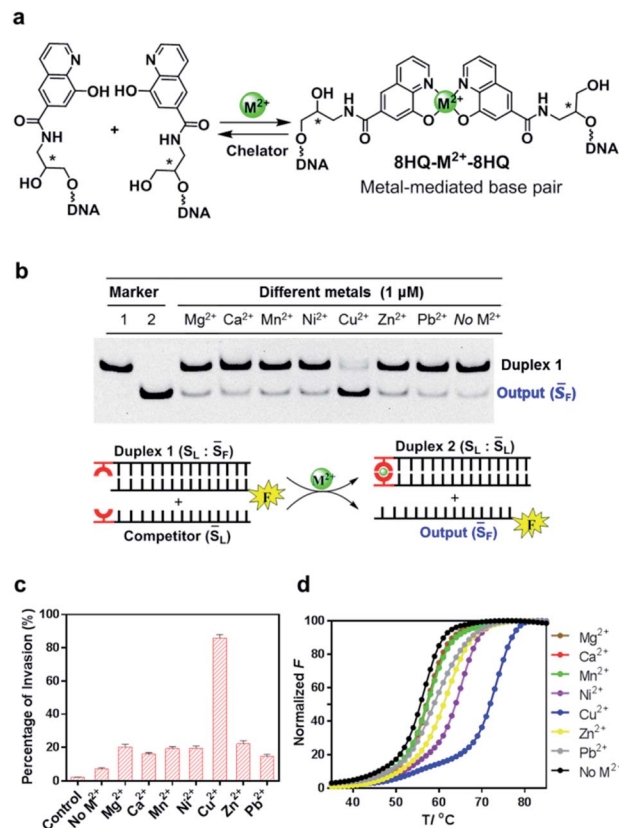 a
N
N
OH
HO
M²⁺
OH
O
O
NH
HN
+
*
*
OH
O
HO
O
DNA
DNA
Chelator
OH
H
N
O
N
N
M²⁺
O
O
O
H
N
OH
*
*
O
DNA
O
DNA
8HQ-M²⁺-8HQ
Metal-mediated base pair
b
Marker Different metals (1 µM)
1 2 Mg²⁺ Ca²⁺ Mn²⁺ Ni²⁺ Cu²⁺ Zn²⁺ Pb²⁺ No M²⁺
Duplex 1
Output (S̄F)
Duplex 1 (SL : S̄F)
M²⁺
Duplex 2 (SL : S̄L)
+
F
+
Competitor (S̄L)
Output (S̄F)
F
c
Percentage of Invasion (%)
100
80
60
40
20
0
Control
No M²⁺
Mg²⁺
Ca²⁺
Mn²⁺
Ni²⁺
Cu²⁺
Zn²⁺
Pb²⁺
d
Normalized F
100
80
60
40
20
0
40 50 60 70 80
T/ °C
Mg²⁺
Ca²⁺
Mn²⁺
Ni²⁺
Cu²⁺
Zn²⁺
Pb²⁺
No M²⁺